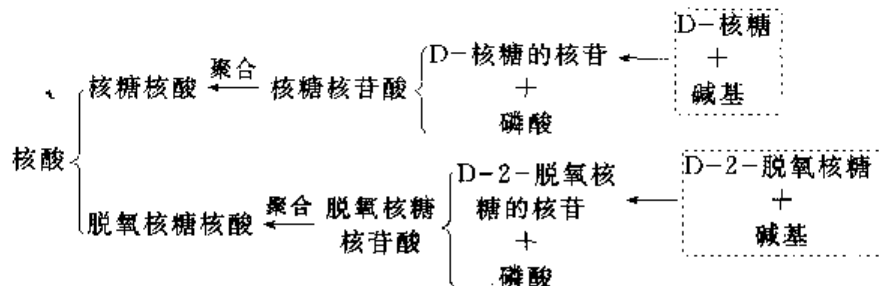 D-核糖
+
碱基
D-核糖的核苷
+
磷酸
聚合
核糖核酸
核糖核苷酸
核酸
D-2-脱氧核
糖的核苷
+
磷酸
D-2-脱氧核糖
+
碱基
聚合
脱氧核糖核酸
脱氧核糖
核苷酸